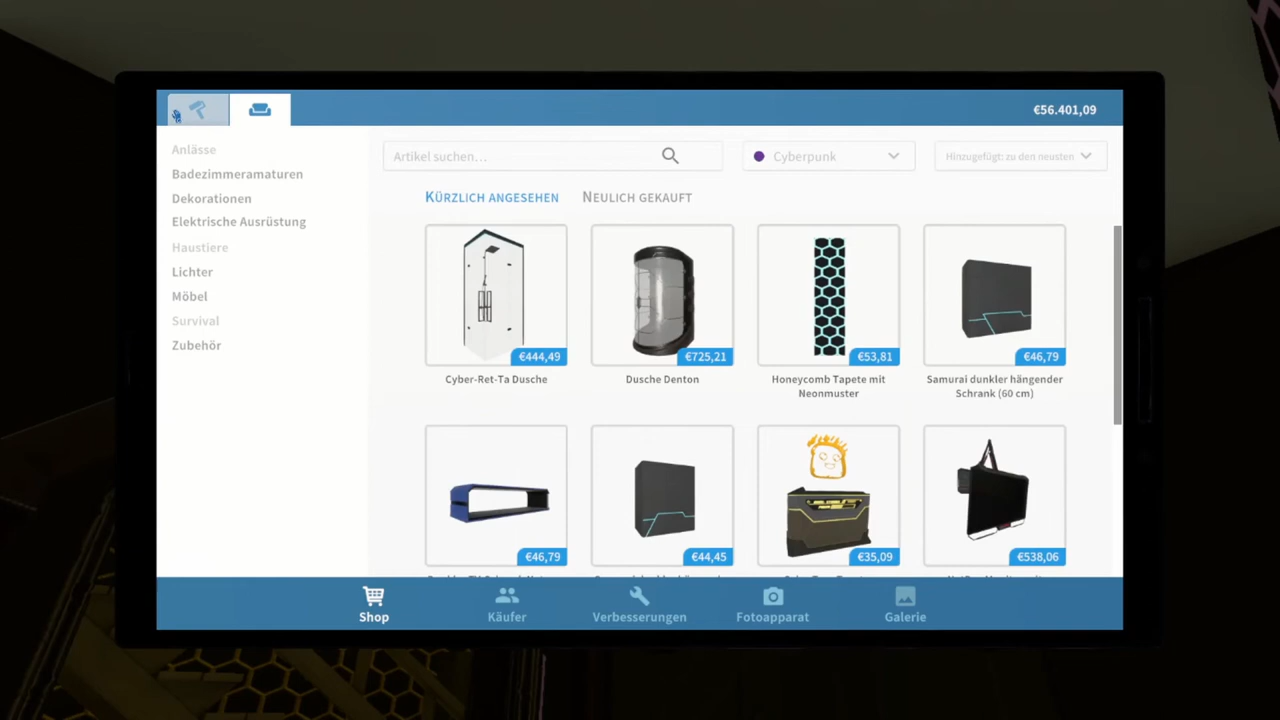 €56.401,09
Anlässe
Badezimmeramaturen
Dekorationen
Elektrische Ausrüstung
Haustiere
Lichter
Möbel
Survival
Zubehör
Artikel suchen...
Cyberpunk
Hinzugefügt: zu den neusten
KÜRZLICH ANGESEHEN
NEULICH GEKAUFT
€444,49
€725,21
€53,81
€46,79
Cyber-Ret-Ta Dusche
Dusche Denton
Honeycomb Tapete mit
Neonmuster
Samurai dunkler hängender
Schrank (60 cm)
€46,79
€44,45
€35,09
€538,06
Shop
Käufer
Verbesserungen
Fotoapparat
Galerie